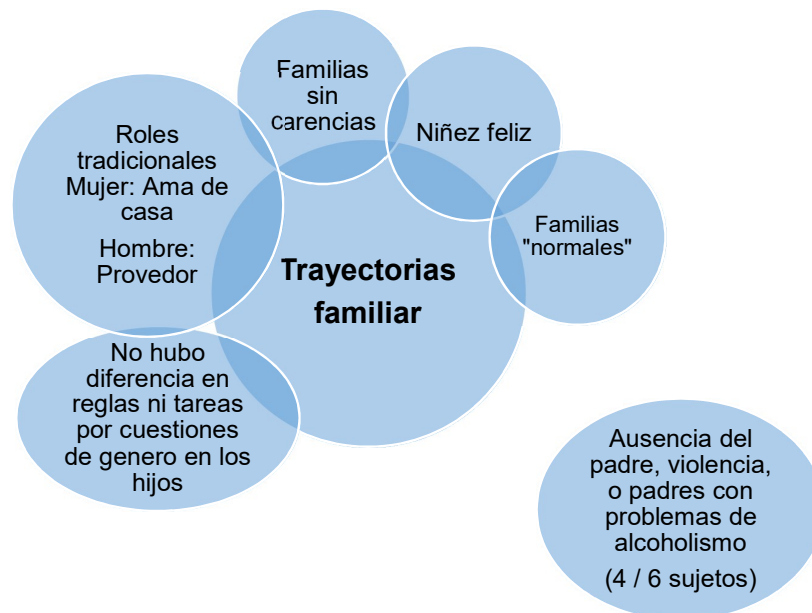 Familias
sin
carencias
Niñez feliz
Familias
"normales"
Roles
tradicionales
Mujer: Ama de
casa
Hombre:
Provedor
Trayectorias
familiar
No hubo
diferencia en
reglas ni tareas
por cuestiones
de genero en los
hijos
Ausencia del
padre, violencia,
o padres con
problemas de
alcoholismo
(4 / 6 sujetos)